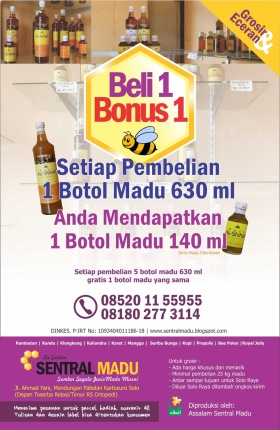 Grosir & Eceran
Beli 1
Bonus 1
Setiap Pembelian
1 Botol Madu 630 ml
Anda Mendapatkan
1 Botol Madu 140 ml
Jenis Madu Ditentukan
Setiap pembelian 5 botol madu 630 ml
gratis 1 botol madu yang sama
08520 11 55955
08180 277 3114
DINKES. P-IRT No: 3093404011186-18 www.sentralmadu.blogspot.com
Rambutan | Randu | Klengkeng | Kaliandra | Karet | Mangga | Seribu Bunga | Kopi | Propolis | Bee Polen | Royal Jelly
SENTRAL MADU
Sumber Segala Jenis Madu Murni
Jl. Ahmad Yani, Mendungan Pabelan Kartosuro Solo
(Depan Toserba Relasi/Timur RS Ortopedi)
Menerima pesanan untuk parcel, hadiah, souvenir dll
Tulisan dan desain label bisa ditentukan konsumen
Untuk grosir :
- Ada harga khusus dan menarik
- Minimal pembelian 25 kg madu
- Antar sampai tujuan untuk Solo Raya
- Diluar Solo Raya ditambah ongkos kirim
Diproduksi oleh:
Assalam Sentral Madu